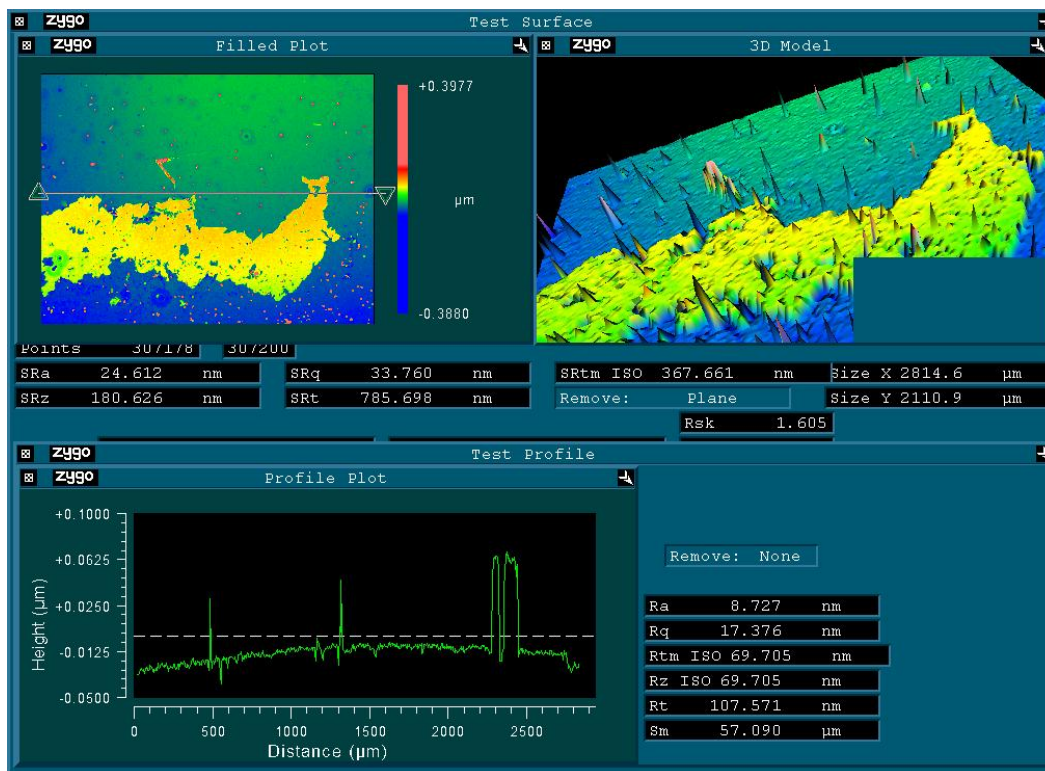 zygo Test Surface
zygo Filled Plot
+0.3977
µm
-0.3880
zygo 3D Model
Points 307178 307200
SRa 24.612 nm SRq 33.760 nm SRtm ISO 367.661 nm Size X 2814.6 µm
SRz 180.626 nm SRt 785.698 nm Remove: Plane Size Y 2110.9 µm
Rsk 1.605
zygo Test Profile
zygo Profile Plot
+0.1000
+0.0625
+0.0250
-0.0125
-0.0500
Height (µm)
0 500 1000 1500 2000 2500
Distance (µm)
Remove: None
Ra 8.727 nm
Rq 17.376 nm
Rtm ISO 69.705 nm
Rz ISO 69.705 nm
Rt 107.571 nm
Sm 57.090 µm